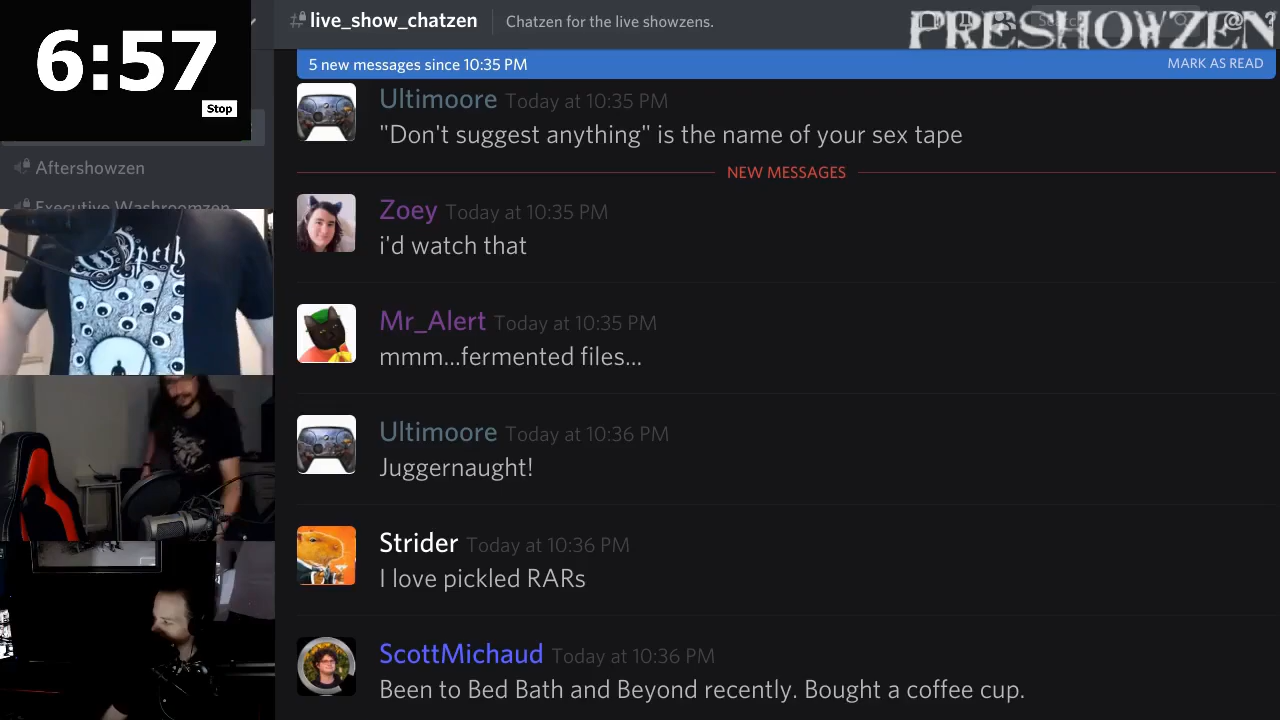 6:57
Stop
live_show_chatzen
Chatzen for the live showzens.
PRESHOWZEN
Search
5 new messages since 10:35 PM
MARK AS READ
Aftershowzen
Executive Washroomzen
Opeth
Ultimoore Today at 10:35 PM
"Don't suggest anything" is the name of your sex tape
NEW MESSAGES
Zoey Today at 10:35 PM
i'd watch that
Mr_Alert Today at 10:35 PM
mmm...fermented files...
Ultimoore Today at 10:36 PM
Juggernaught!
Strider Today at 10:36 PM
I love pickled RARs
ScottMichaud Today at 10:36 PM
Been to Bed Bath and Beyond recently. Bought a coffee cup.